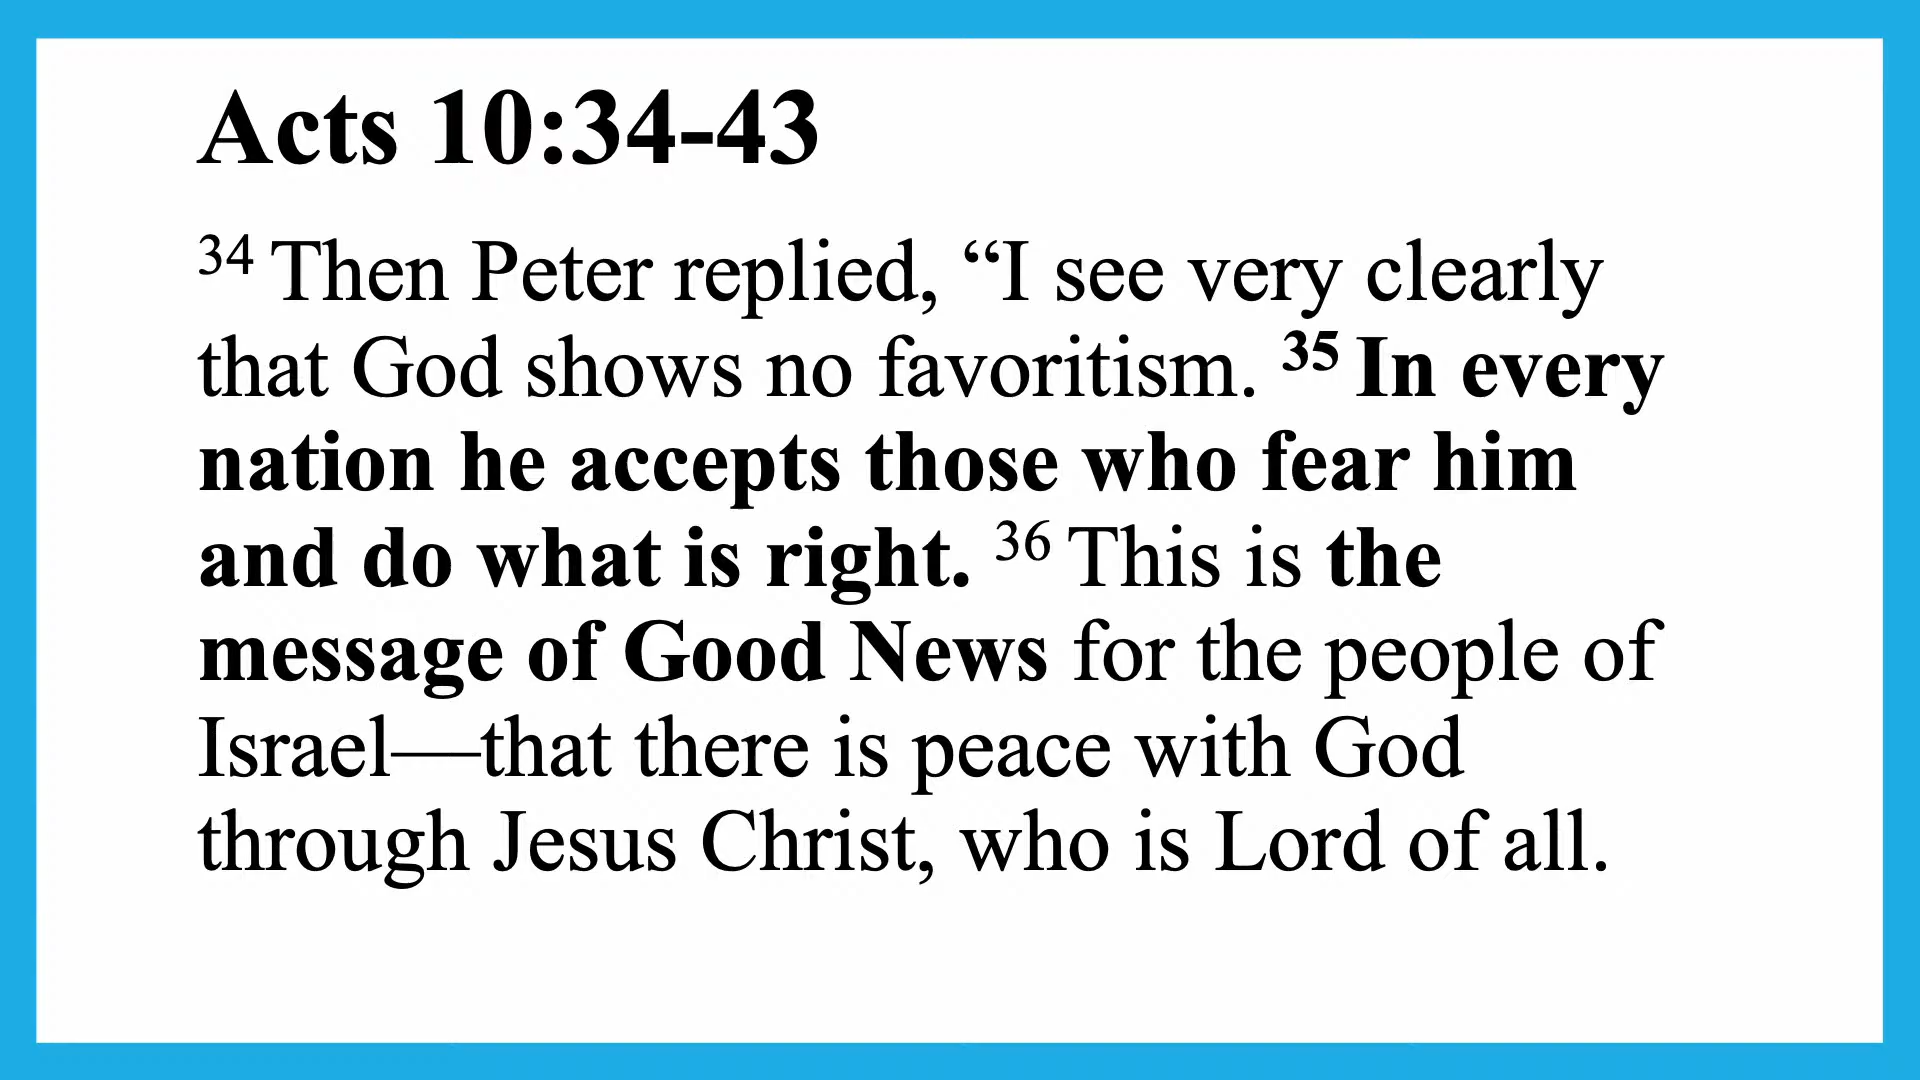 Acts 10:34-43
34 Then Peter replied, “I see very clearly
that God shows no favoritism. 35 In every
nation he accepts those who fear him
and do what is right. 36 This is the
message of Good News for the people of
Israel—that there is peace with God
through Jesus Christ, who is Lord of all.